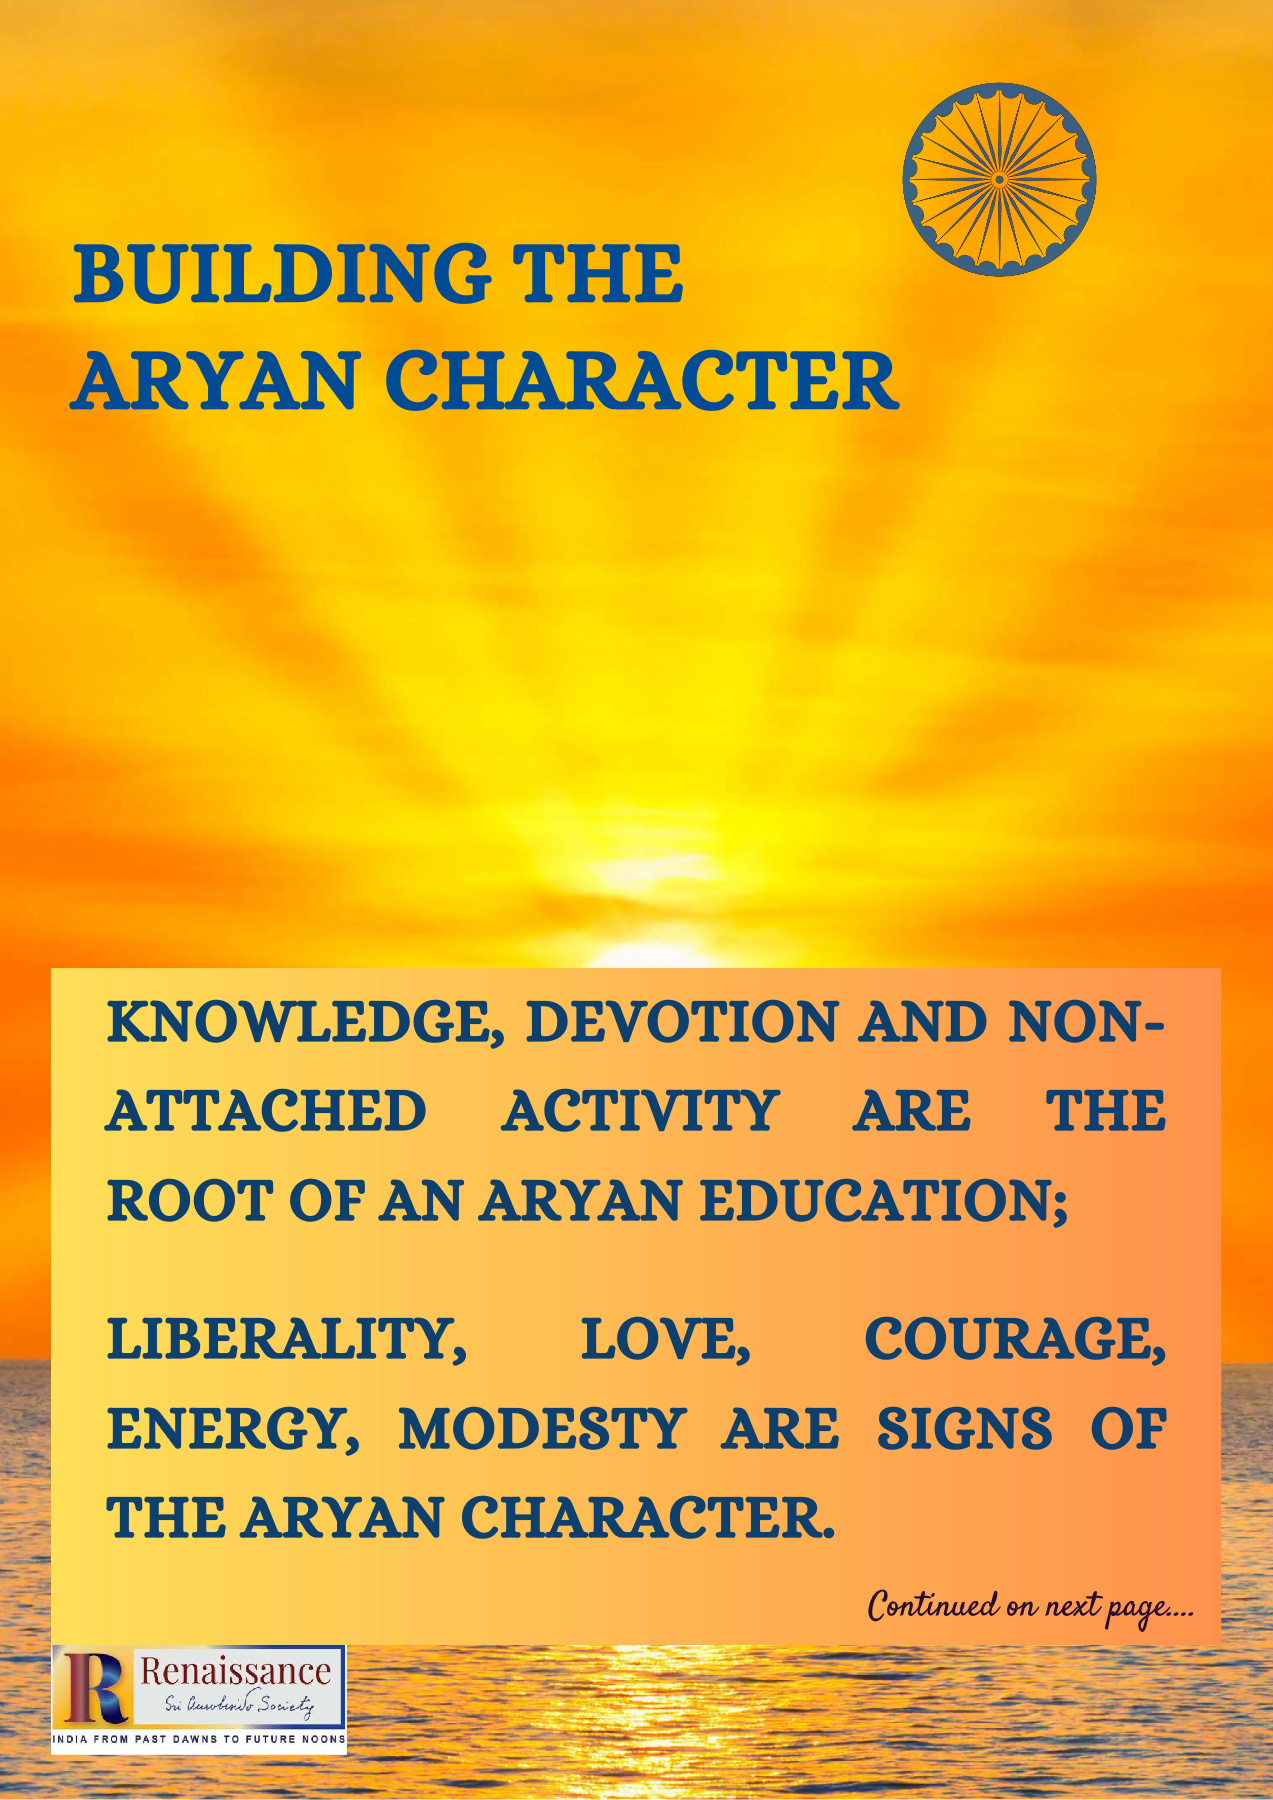 BUILDING THE
ARYAN CHARACTER
KNOWLEDGE, DEVOTION AND NON-
ATTACHED ACTIVITY ARE THE
ROOT OF AN ARYAN EDUCATION;
LIBERALITY, LOVE, COURAGE,
ENERGY, MODESTY ARE SIGNS OF
THE ARYAN CHARACTER.
Continued on next page....
R Renaissance
Sri Aurobindo Society
INDIA FROM PAST DAWNS TO FUTURE NOONS